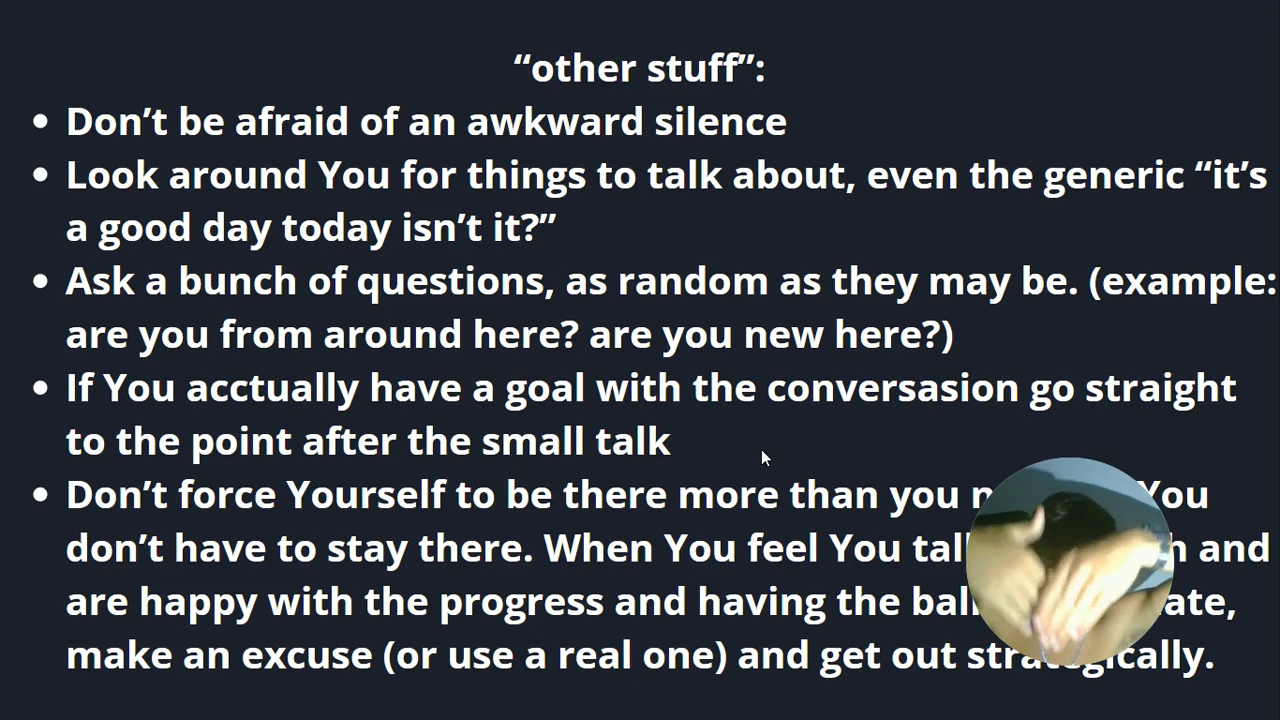 “other stuff”:
• Don’t be afraid of an awkward silence
• Look around You for things to talk about, even the generic “it’s
a good day today isn’t it?”
• Ask a bunch of questions, as random as they may be. (example:
are you from around here? are you new here?)
• If You acctually have a goal with the conversasion go straight
to the point after the small talk
• Don’t force Yourself to be there more than you You
don’t have to stay there. When You feel You and
are happy with the progress and having the
make an excuse (or use a real one) and get out strategically.